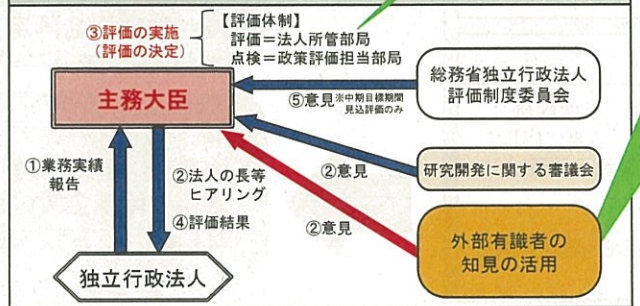 ③評価の実施
(評価の決定)
【評価体制】
評価＝法人所管部局
点検＝政策評価担当部局
主務大臣
総務省独立行政法人
評価制度委員会
⑤意見※中期目標期間
見込評価のみ
①業務実績
報告
②法人の長等
ヒアリング
④評価結果
②意見
研究開発に関する審議会
②意見
外部有識者の
知見の活用
独立行政法人